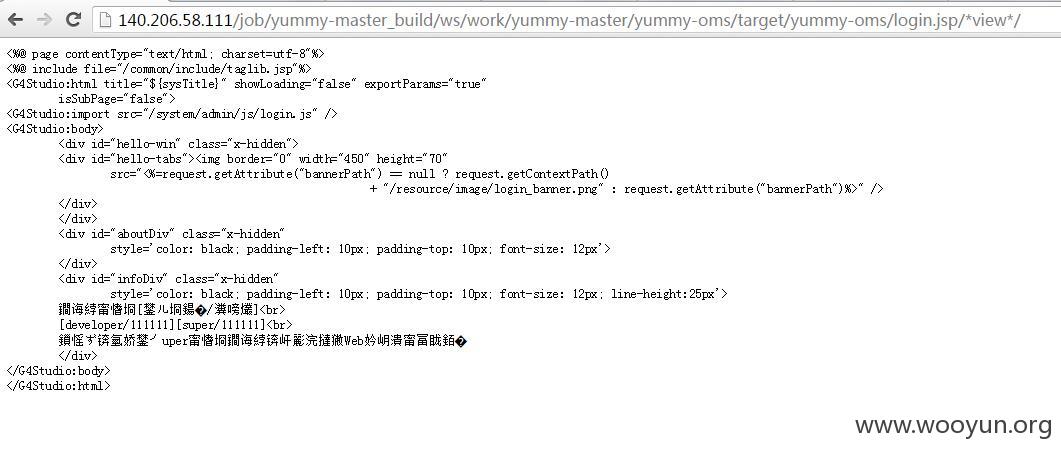 140.206.58.111/job/yummy-master_build/ws/work/yummy-master/yummy-oms/target/yummy-oms/login.jsp/*view*/
<%@ page contentType="text/html; charset=utf-8"%>
<%@ include file="/common/include/taglib.jsp"%>
<G4Studio:html title="${sysTitle}" showLoading="false" exportParams="true"
isSubPage="false">
<G4Studio:import src="/system/admin/js/login.js" />
<G4Studio:body>
<div id="hello-win" class="x-hidden">
<div id="hello-tabs"><img border="0" width="450" height="70"
src="<%=request.getAttribute("bannerPath") == null ? request.getContextPath()
+ "/resource/image/login_banner.png" : request.getAttribute("bannerPath")%>" />
</div>
</div>
<div id="aboutDiv" class="x-hidden"
style='color: black; padding-left: 10px; padding-top: 10px; font-size: 12px'>
</div>
<div id="infoDiv" class="x-hidden"
style='color: black; padding-left: 10px; padding-top: 10px; font-size: 12px; line-height:25px'>
<br>
[developer/111111][super/111111]<br>
</div>
</G4Studio:body>
</G4Studio:html>
www.wooyun.org